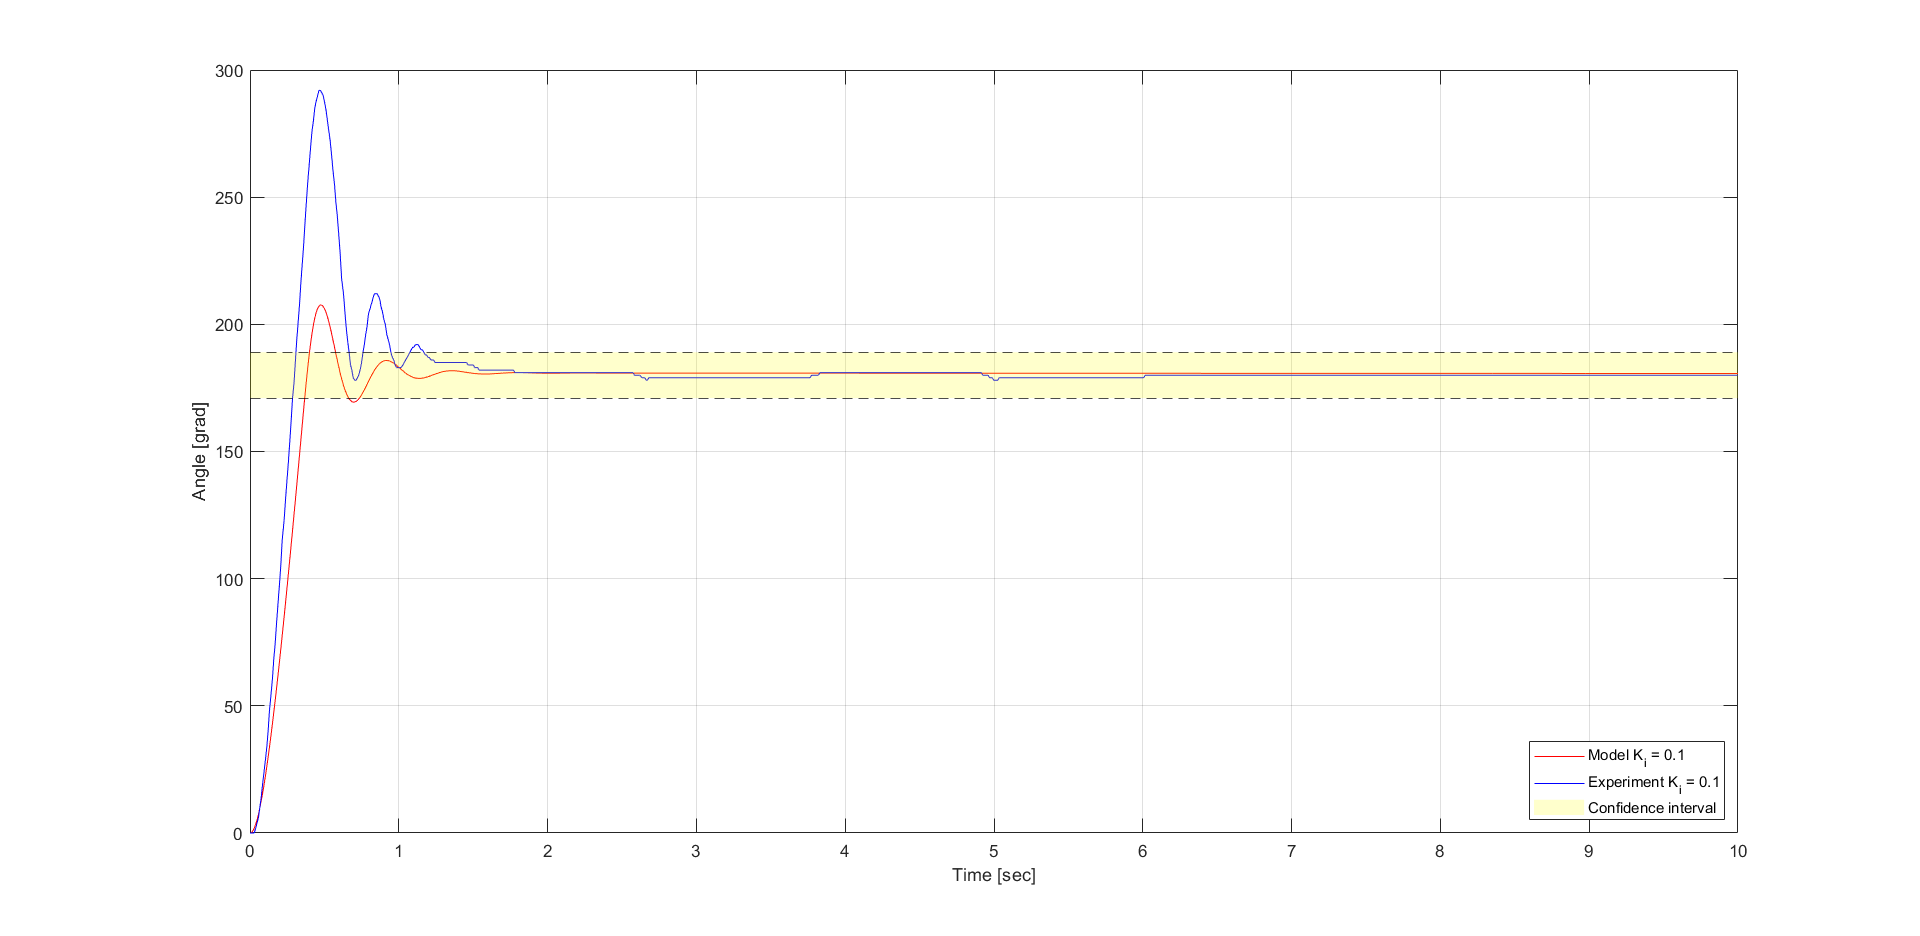 300
250
200
150
100
50
0
Angle [grad]
0 1 2 3 4 5 6 7 8 9 10
Time [sec]
Model Ki = 0.1
Experiment Ki = 0.1
Confidence interval